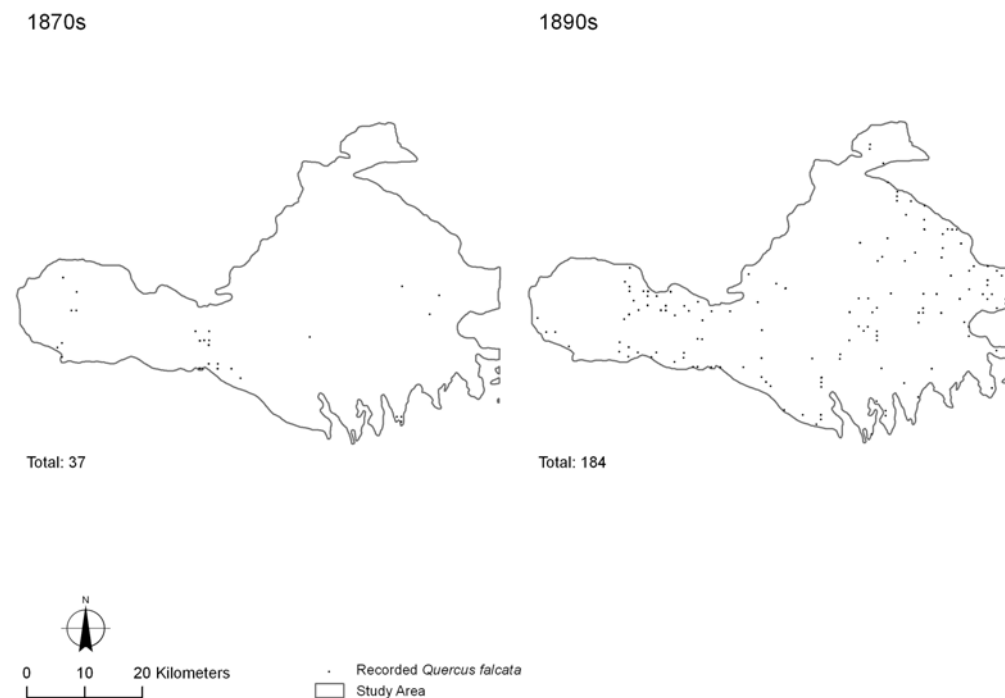 1870s
1890s
Total: 37
Total: 184
N
0 10 20 Kilometers
Recorded Quercus falcata
Study Area